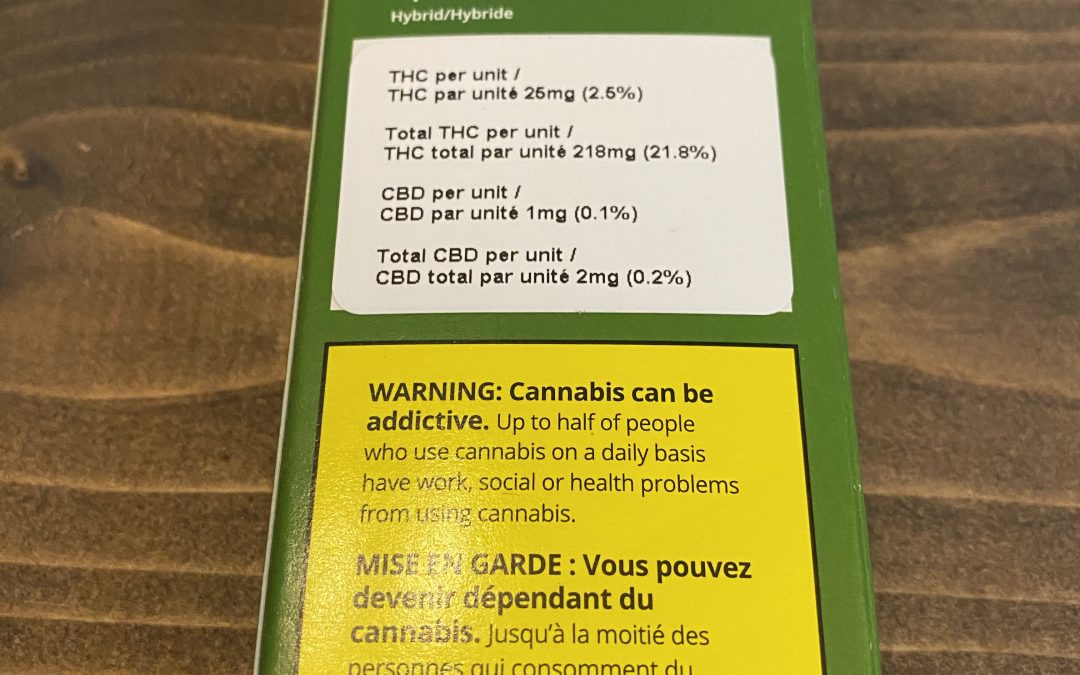 Hybrid/Hybride
THC per unit /
THC par unité 25mg (2.5%)
Total THC per unit /
THC total par unité 218mg (21.8%)
CBD per unit /
CBD par unité 1mg (0.1%)
Total CBD per unit /
CBD total par unité 2mg (0.2%)
WARNING: Cannabis can be
addictive. Up to half of people
who use cannabis on a daily basis
have work, social or health problems
from using cannabis.
MISE EN GARDE : Vous pouvez
devenir dépendant du
cannabis. Jusqu'à la moitié des
personnes qui consomment du